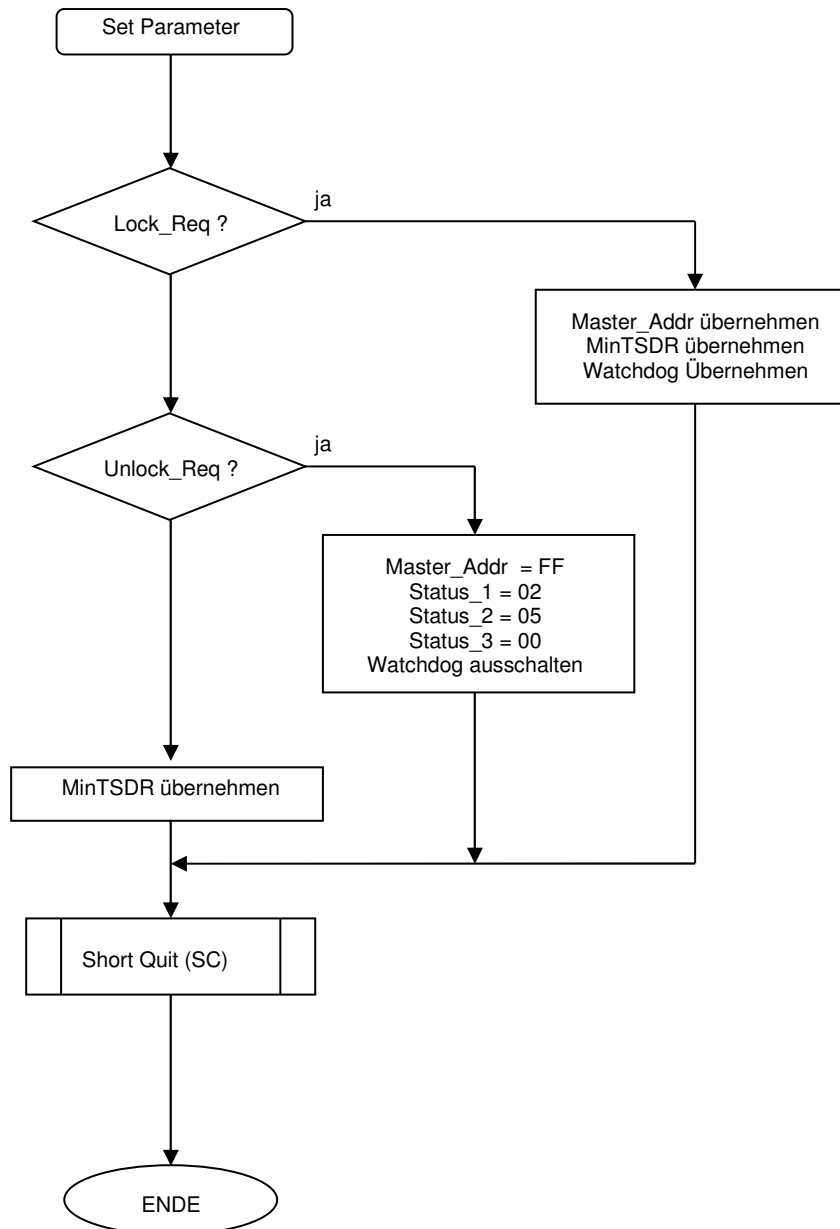 Set Parameter
ja
Lock_Req ?
Master_Addr übernehmen
MinTSDR übernehmen
Watchdog Übernehmen
ja
Unlock_Req ?
Master_Addr = FF
Status_1 = 02
Status_2 = 05
Status_3 = 00
Watchdog ausschalten
MinTSDR übernehmen
Short Quit (SC)
ENDE